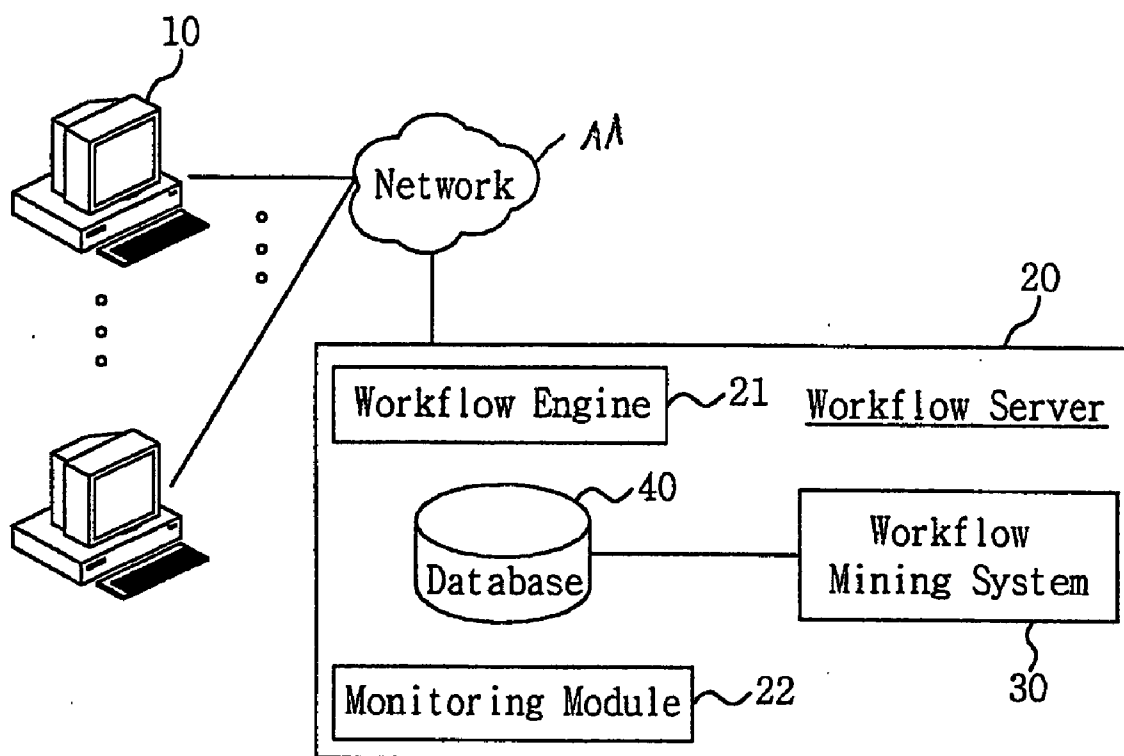 10
AA
Network
20
Workflow Engine
21
Workflow Server
40
Database
Workflow
Mining System
30
Monitoring Module
22